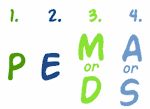 1. 2. 3. 4.
P E M or D A or S